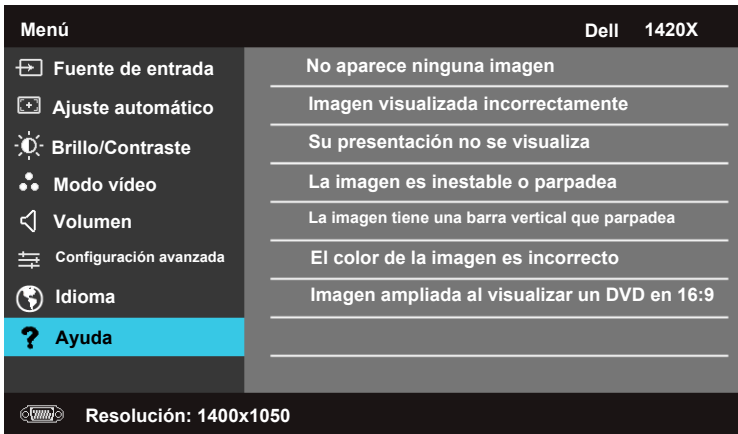 Menú
Dell 1420X
Fuente de entrada
Ajuste automático
Brillo/Contraste
Modo vídeo
Volumen
Configuración avanzada
Idioma
? Ayuda
No aparece ninguna imagen
Imagen visualizada incorrectamente
Su presentación no se visualiza
La imagen es inestable o parpadea
La imagen tiene una barra vertical que parpadea
El color de la imagen es incorrecto
Imagen ampliada al visualizar un DVD en 16:9
Resolución: 1400x1050